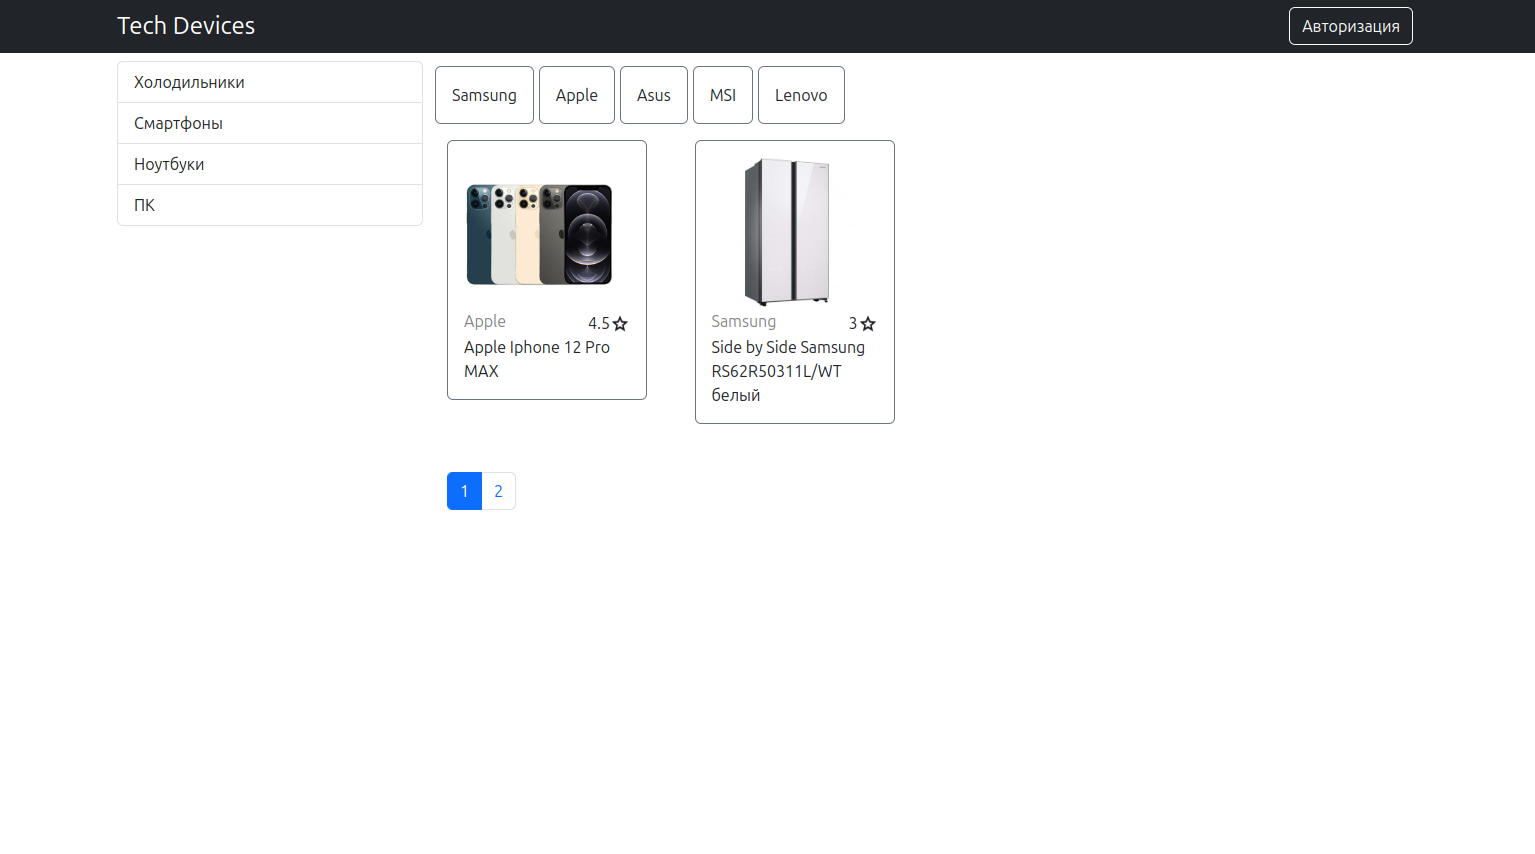 Tech Devices
Авторизация
Холодильники
Смартфоны
Ноутбуки
ПК
Samsung
Apple
Asus
MSI
Lenovo
Apple
4.5
Apple Iphone 12 Pro
MAX
Samsung
3
Side by Side Samsung
RS62R50311L/WT
белый
1
2